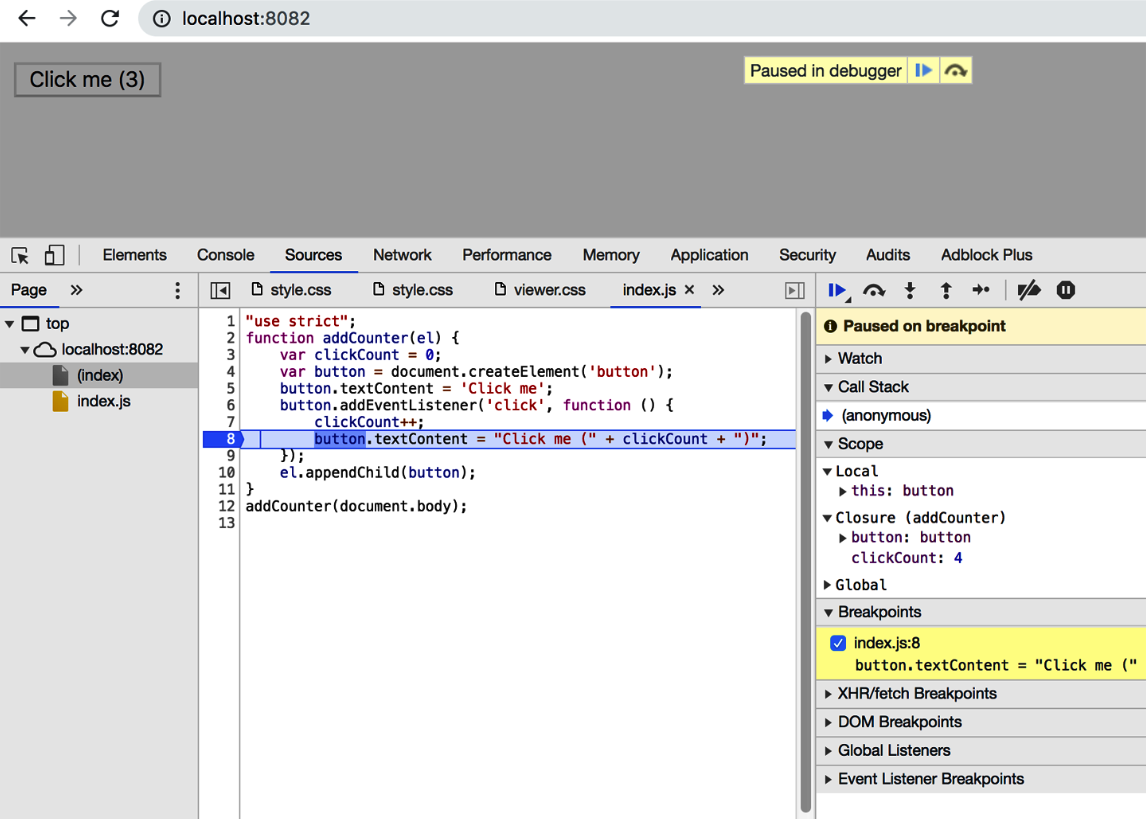 localhost:8082
Click me (3)
Paused in debugger
Elements Console Sources Network Performance Memory Application Security Audits Adblock Plus
Page » style.css style.css viewer.css index.js × »
top
localhost:8082
(index)
index.js
1 "use strict";
2 function addCounter(el) {
3 var clickCount = 0;
4 var button = document.createElement('button');
5 button.textContent = 'Click me';
6 button.addEventListener('click', function () {
7 clickCount++;
8 button.textContent = "Click me (" + clickCount + ")";
9 });
10 el.appendChild(button);
11 }
12 addCounter(document.body);
13
Paused on breakpoint
Watch
Call Stack
(anonymous)
Scope
Local
this: button
Closure (addCounter)
button: button
clickCount: 4
Global
Breakpoints
index.js:8
button.textContent = "Click me ("
XHR/fetch Breakpoints
DOM Breakpoints
Global Listeners
Event Listener Breakpoints